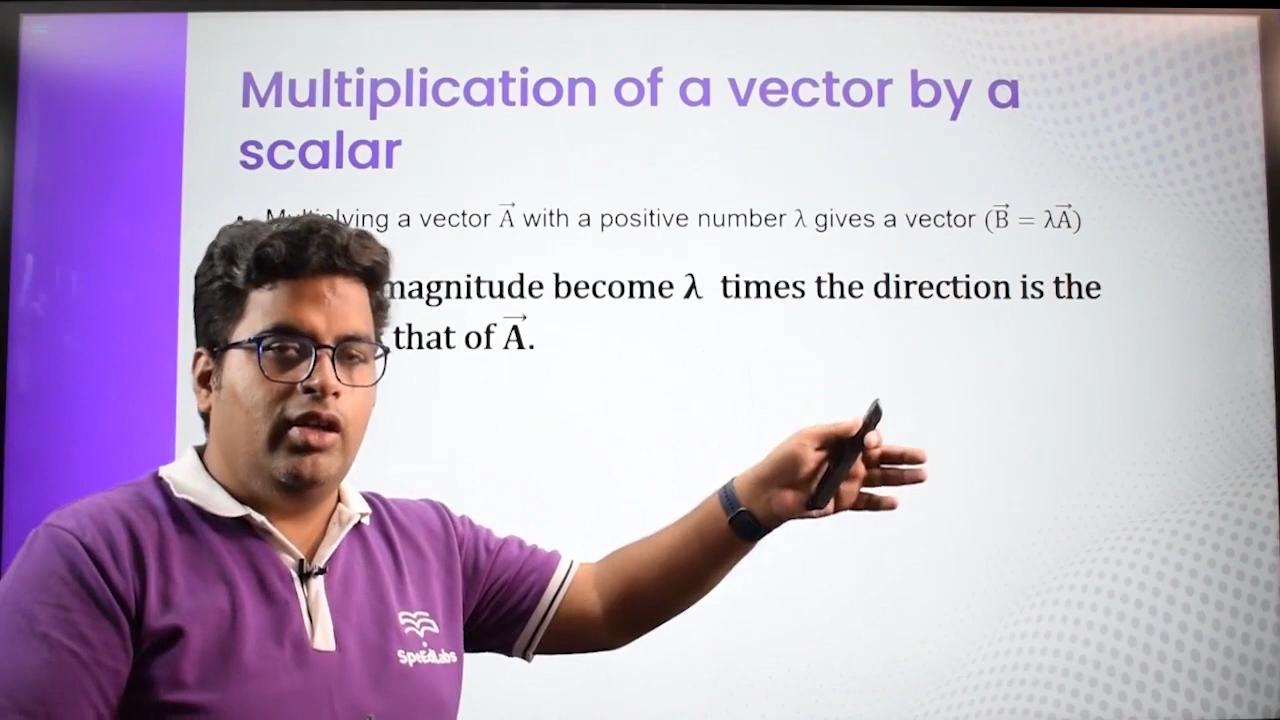 Multiplication of a vector by a
scalar
• Multiplying a vector A⃗ with a positive number λ gives a vector (B⃗ = λA⃗)
magnitude become λ times the direction is the
that of A⃗.
SpeEdLabs